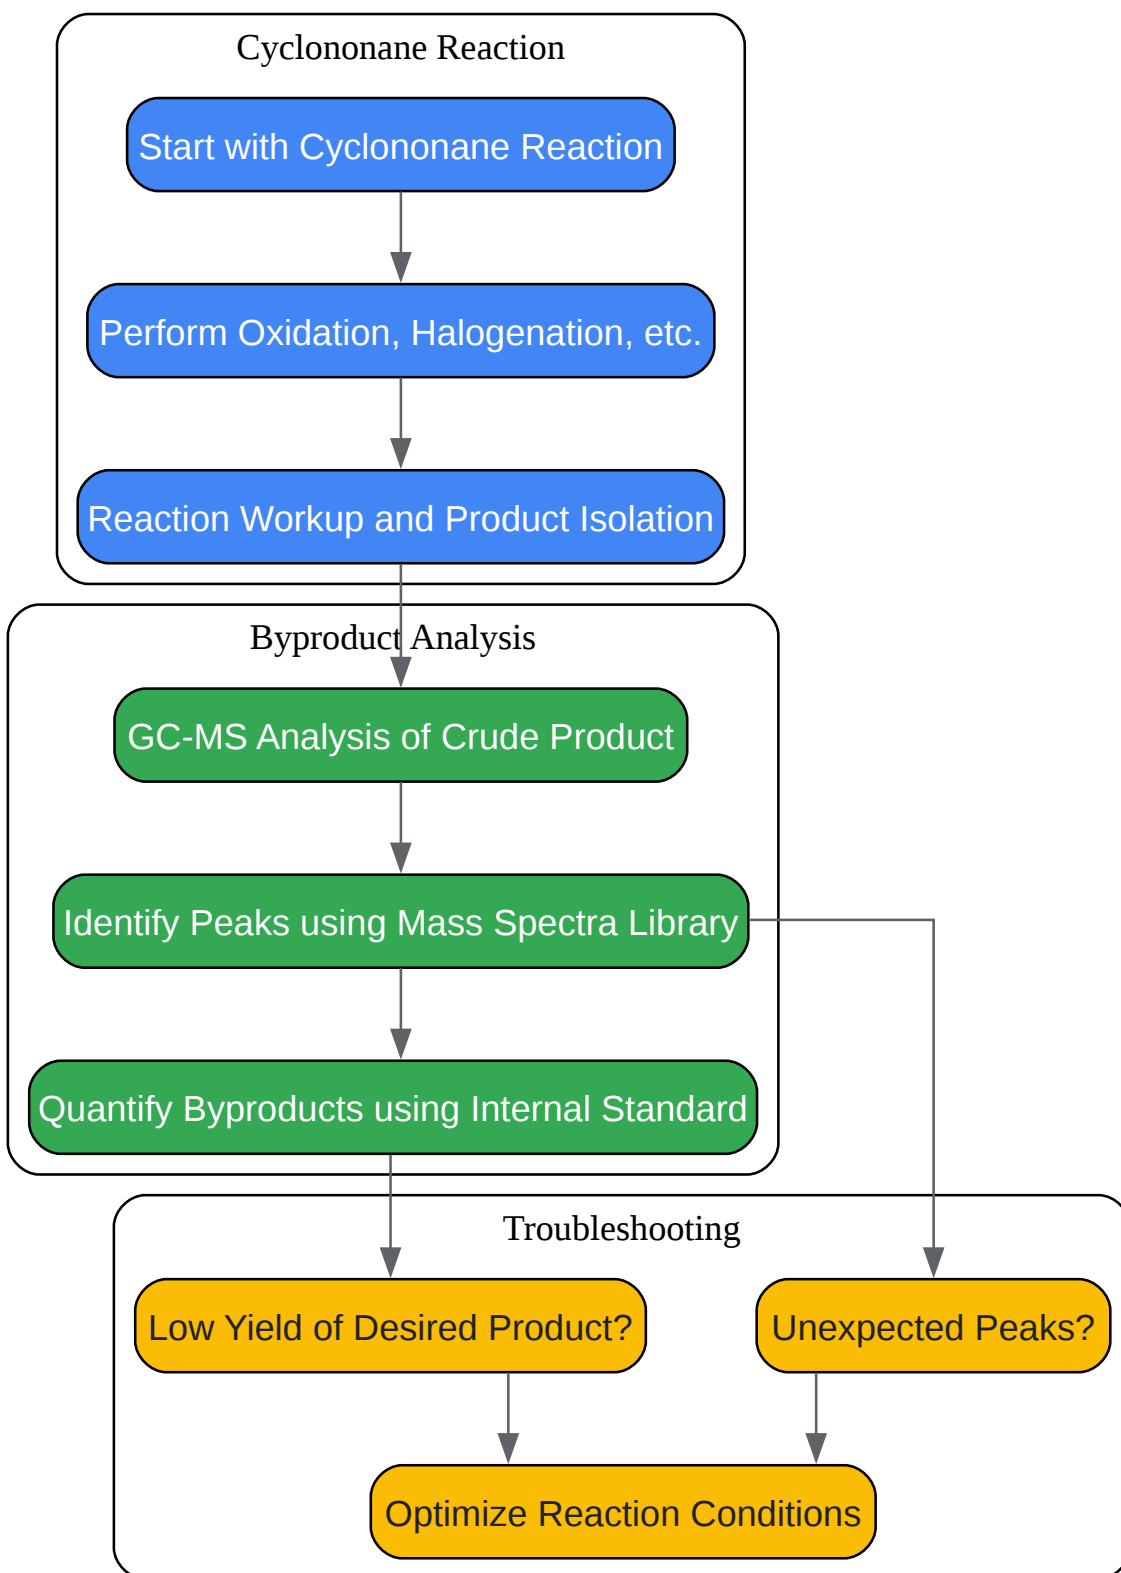 Cyclononane Reaction
Start with Cyclononane Reaction
Perform Oxidation, Halogenation, etc.
Reaction Workup and Product Isolation
Byproduct Analysis
GC-MS Analysis of Crude Product
Identify Peaks using Mass Spectra Library
Quantify Byproducts using Internal Standard
Troubleshooting
Low Yield of Desired Product?
Unexpected Peaks?
Optimize Reaction Conditions